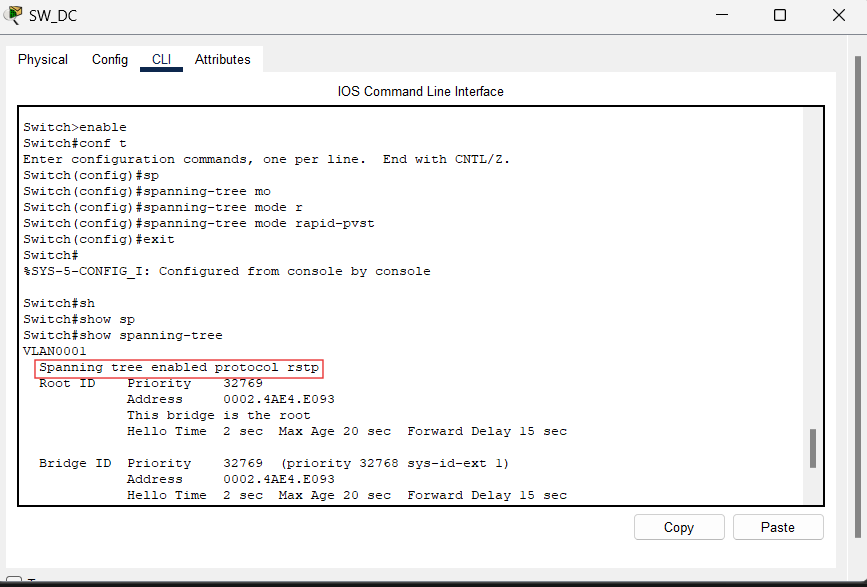 SW_DC
Physical Config CLI Attributes
IOS Command Line Interface
Switch>enable
Switch#conf t
Enter configuration commands, one per line.  End with CNTL/Z.
Switch(config)#sp
Switch(config)#spanning-tree mo
Switch(config)#spanning-tree mode r
Switch(config)#spanning-tree mode rapid-pvst
Switch(config)#exit
Switch#
%SYS-5-CONFIG_I: Configured from console by console
Switch#sh
Switch#show sp
Switch#show spanning-tree
VLAN0001
  Spanning tree enabled protocol rstp
  Root ID    Priority    32769
             Address     0002.4AE4.E093
             This bridge is the root
             Hello Time  2 sec  Max Age 20 sec  Forward Delay 15 sec
  Bridge ID  Priority    32769  (priority 32768 sys-id-ext 1)
             Address     0002.4AE4.E093
             Hello Time  2 sec  Max Age 20 sec  Forward Delay 15 sec
Copy Paste